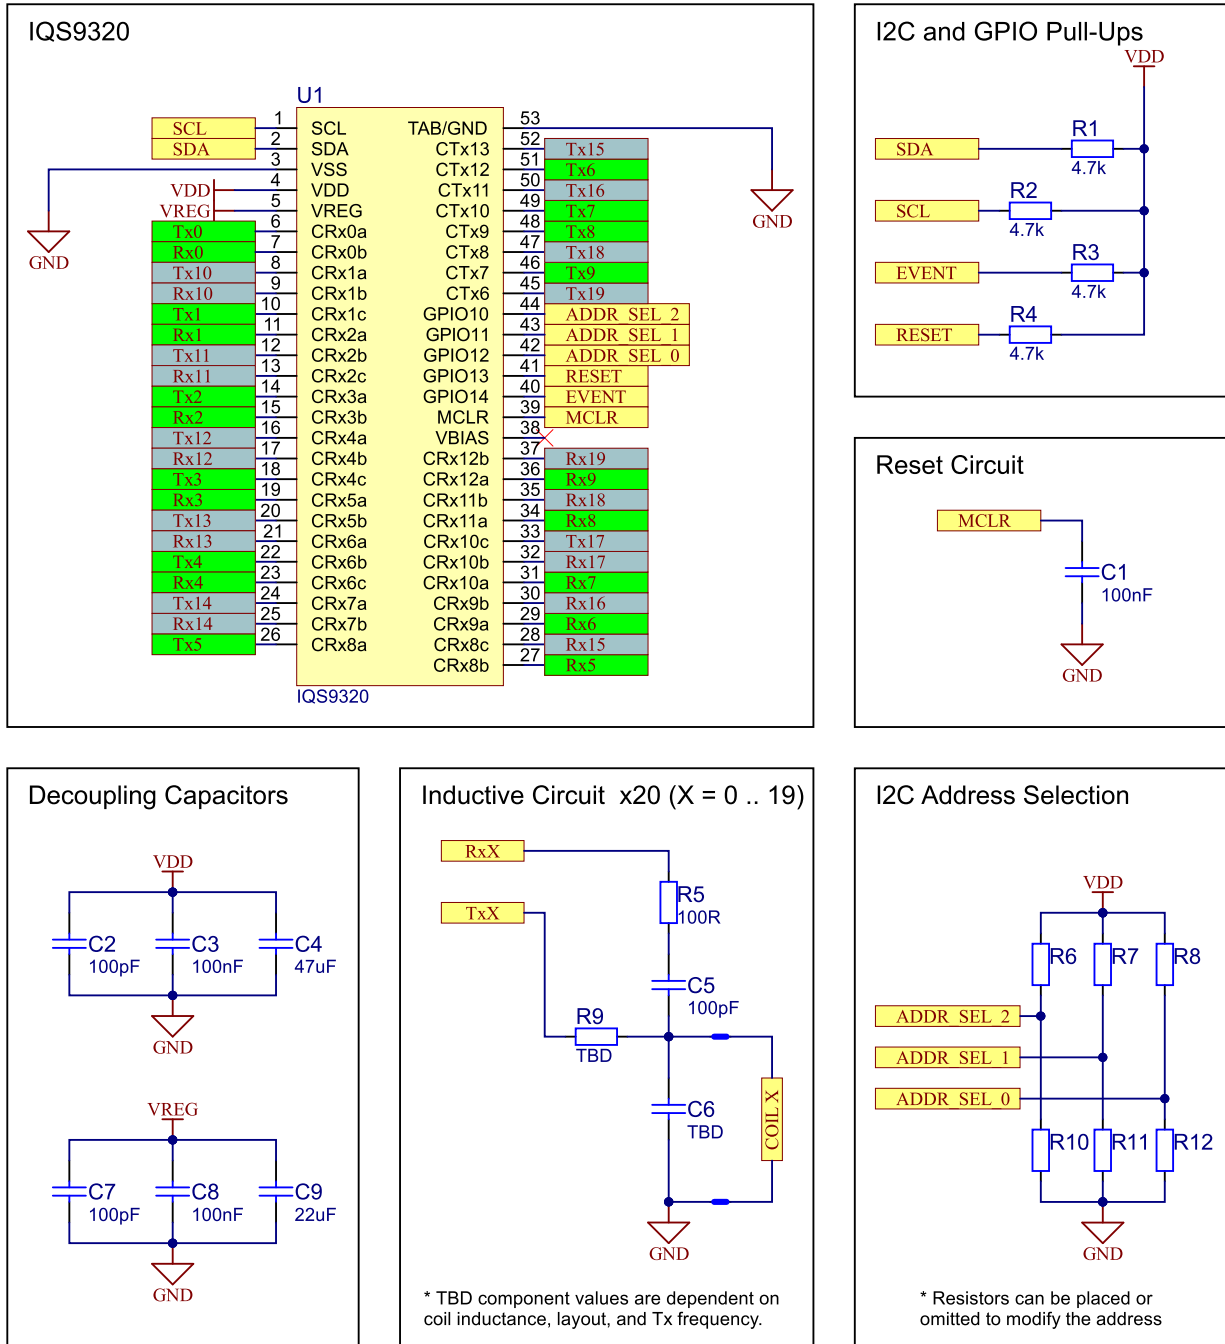 IQS9320
U1
SCL 1 SCL TAB/GND 53
SDA 2 SDA CTx13 52 Tx15
3 VSS CTx12 51 Tx6
VDD 4 VDD CTx11 50 Tx16
VREG 5 VREG CTx10 49 Tx7
Tx0 6 CRx0a CTx9 48 Tx8
Rx0 7 CRx0b CTx8 47 Tx18
Tx10 8 CRx1a CTx7 46 Tx9
Rx10 9 CRx1b CTx6 45 Tx19
Tx1 10 CRx1c GPIO10 44 ADDR_SEL_2
Rx1 11 CRx2a GPIO11 43 ADDR_SEL_1
Tx11 12 CRx2b GPIO12 42 ADDR_SEL_0
Rx11 13 CRx2c GPIO13 41 RESET
Tx2 14 CRx3a GPIO14 40 EVENT
Rx2 15 CRx3b MCLR 39 MCLR
Tx12 16 CRx4a VBIAS 38
Rx12 17 CRx4b CRx12b 37 Rx19
Tx3 18 CRx4c CRx12a 36 Rx9
Rx3 19 CRx5a CRx11b 35 Rx18
Tx13 20 CRx5b CRx11a 34 Rx8
Rx13 21 CRx6a CRx10c 33 Tx17
Tx4 22 CRx6b CRx10b 32 Rx17
Rx4 23 CRx6c CRx10a 31 Rx7
Tx14 24 CRx7a CRx9b 30 Rx16
Rx14 25 CRx7b CRx9a 29 Rx6
Tx5 26 CRx8a CRx8c 28 Rx15
CRx8b 27 Rx5
GND
GND
IQS9320
I2C and GPIO Pull-Ups
VDD
SDA R1
4.7k
SCL R2
4.7k
EVENT R3
4.7k
RESET R4
4.7k
Reset Circuit
MCLR
C1
100nF
GND
Decoupling Capacitors
VDD
C2 C3 C4
100pF 100nF 47uF
GND
VREG
C7 C8 C9
100pF 100nF 22uF
GND
Inductive Circuit x20 (X = 0 .. 19)
RxX
R5
100R
TxX
C5
100pF
R9
TBD
C6
TBD
COIL X
GND
* TBD component values are dependent on
coil inductance, layout, and Tx frequency.
I2C Address Selection
VDD
R6 R7 R8
ADDR_SEL_2
ADDR_SEL_1
ADDR_SEL_0
R10 R11 R12
GND
* Resistors can be placed or
omitted to modify the address